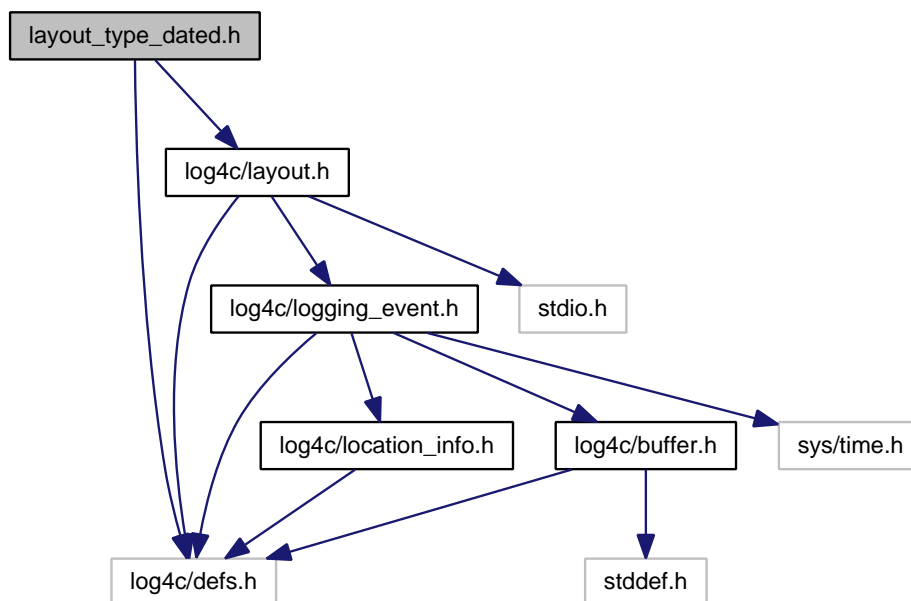 layout_type_dated.h
log4c/layout.h
log4c/logging_event.h
stdio.h
log4c/location_info.h
log4c/buffer.h
sys/time.h
log4c/defs.h
stddef.h